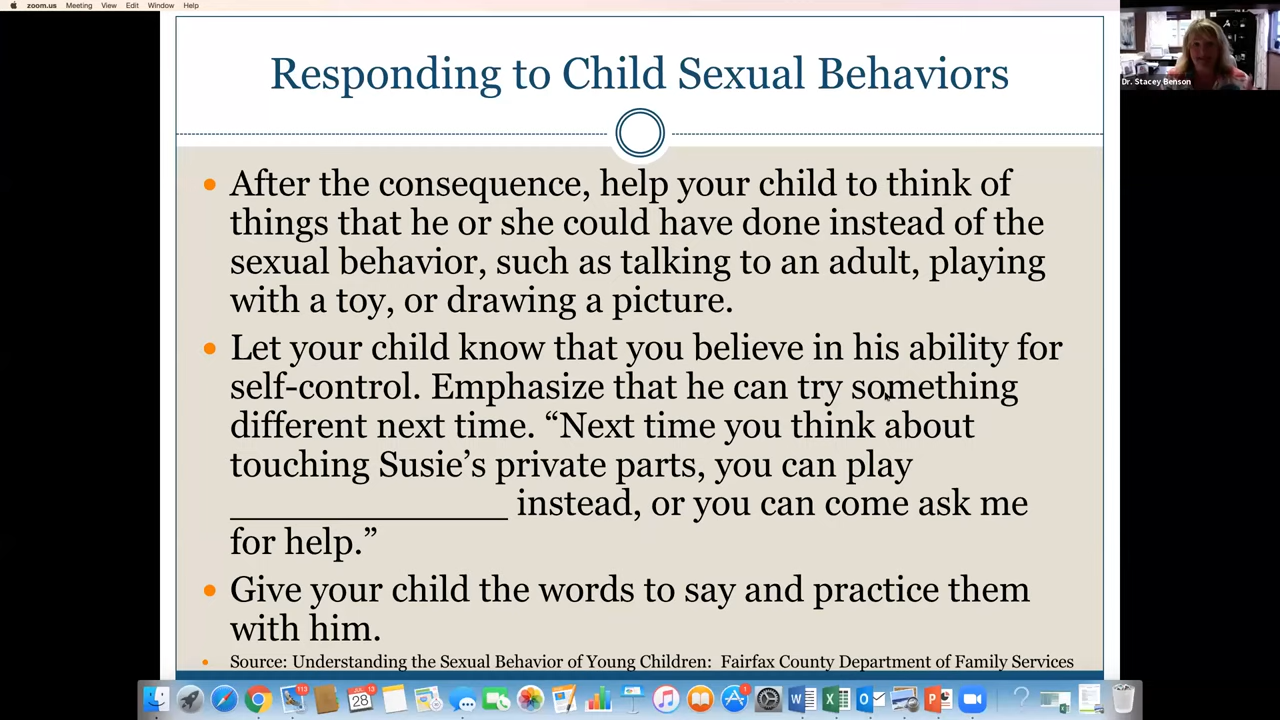 zoom.us Meeting View Edit Window Help
Dr. Stacey Benson
Responding to Child Sexual Behaviors
• After the consequence, help your child to think of
things that he or she could have done instead of the
sexual behavior, such as talking to an adult, playing
with a toy, or drawing a picture.
• Let your child know that you believe in his ability for
self-control. Emphasize that he can try something
different next time. “Next time you think about
touching Susie’s private parts, you can play
______________ instead, or you can come ask me
for help.”
• Give your child the words to say and practice them
with him.
• Source: Understanding the Sexual Behavior of Young Children: Fairfax County Department of Family Services
113
28
13
1